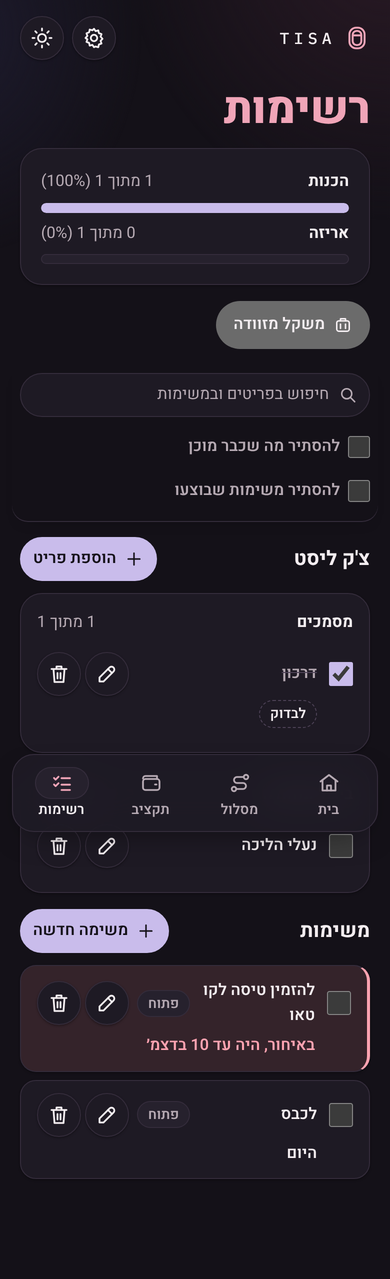 TISA
רשימות
הכנות 1 מתוך 1 (100%)
אריזה 0 מתוך 1 (0%)
משקל מזוודה
חיפוש בפריטים ובמשימות
להסתיר מה שכבר מוכן
להסתיר משימות שבוצעו
צ'ק ליסט
הוספת פריט
מסמכים 1 מתוך 1
דרכון
לבדוק
בית מסלול תקציב רשימות
נעלי הליכה
משימות
משימה חדשה
להזמין טיסה לקו
טאו
פתוח
באיחור, היה עד 10 בדצמ׳
לכבס
פתוח
היום